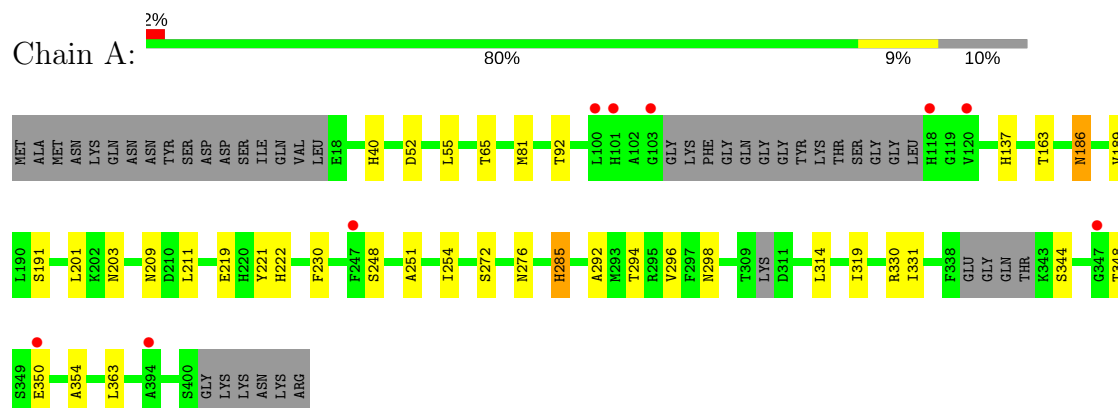 2%
Chain A:
80% 9% 10%
MET ALA MET ASN LYS GLN ASN ASN TYR SER ASP ASP SER ILE GLN VAL LEU E18 H40 D52 L55 T65 M81 T92 L100 H101 A102 G103 GLY LYS PHE GLY GLN GLY GLY TYR LYS THR SER GLY GLY LEU H118 G119 V120 H137 T163 N186 V189
L190 S191 L201 K202 N203 N209 D210 L211 E219 H220 Y221 H222 F230 F247 S248 A251 I254 S272 N276 H285 A292 M293 T294 R295 V296 F297 N298 T309 LYS D311 L314 I319 R330 I331 F338 GLU GLY GLN THR K343 S344 G347 T348
S349 E350 A354 L363 A394 S400 GLY LYS LYS ASN LYS ARG